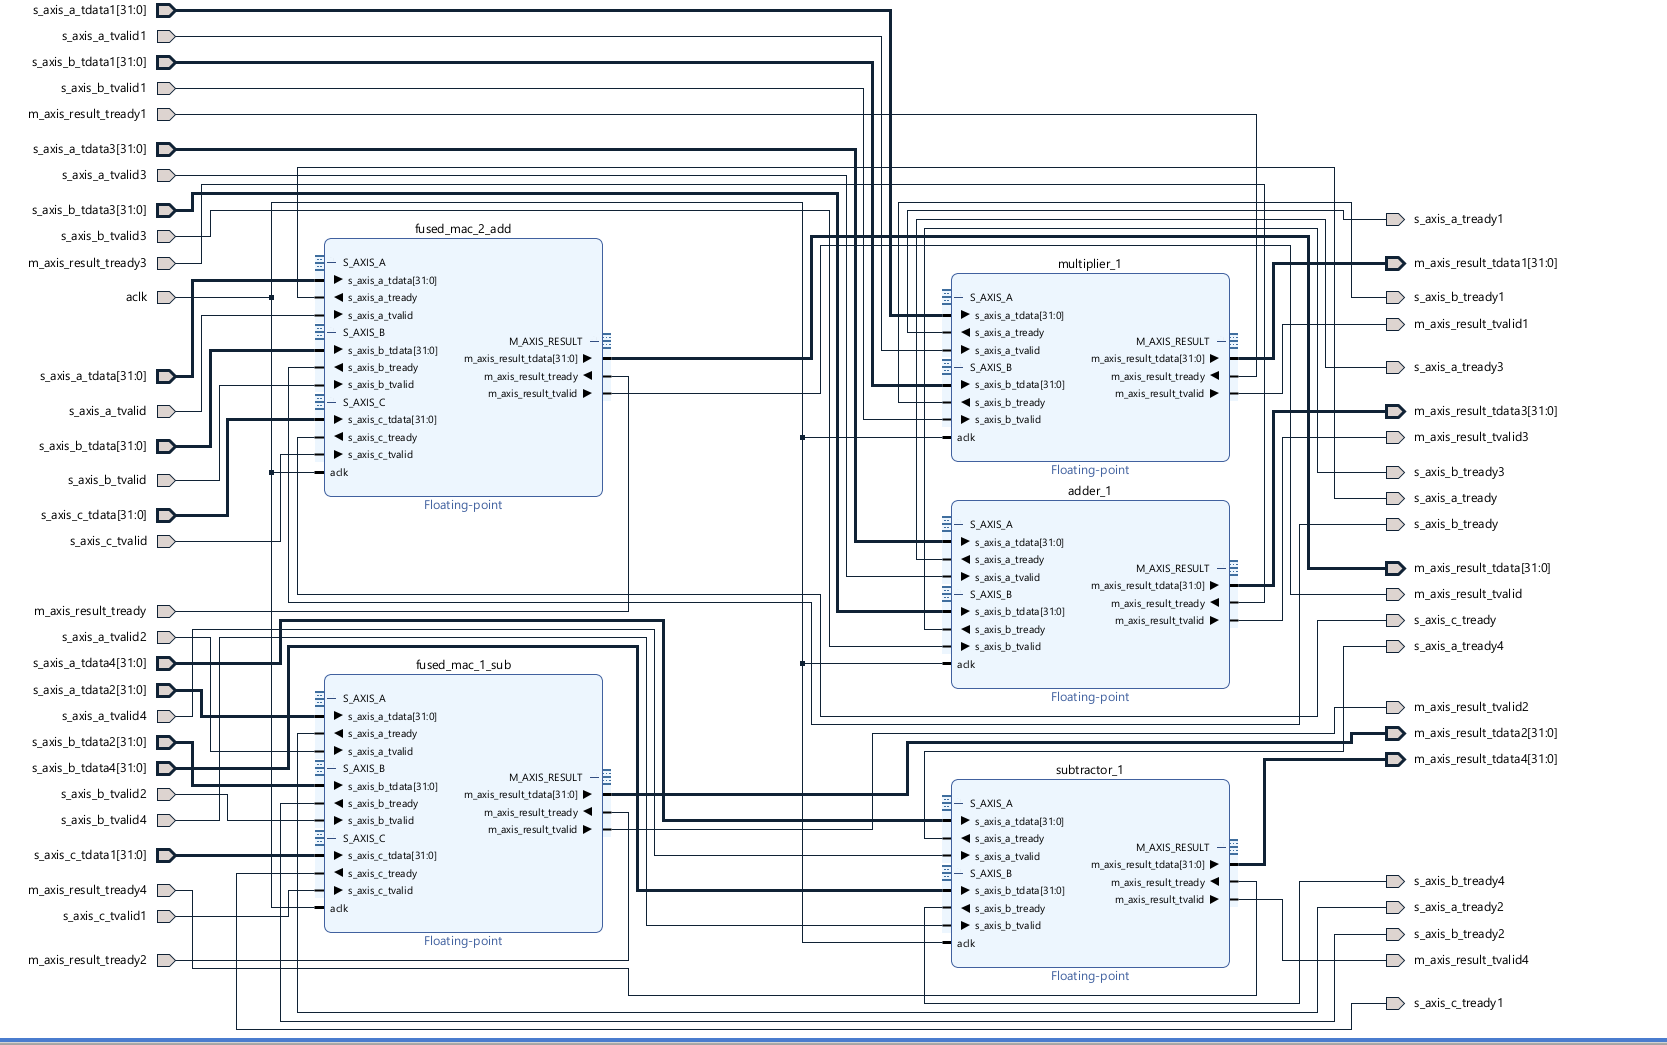 s_axis_a_tdata1[31:0]
s_axis_a_tvalid1
s_axis_b_tdata1[31:0]
s_axis_b_tvalid1
m_axis_result_tready1
s_axis_a_tdata3[31:0]
s_axis_a_tvalid3
s_axis_b_tdata3[31:0]
s_axis_b_tvalid3
m_axis_result_tready3
aclk
s_axis_a_tdata[31:0]
s_axis_a_tvalid
s_axis_b_tdata[31:0]
s_axis_b_tvalid
s_axis_c_tdata[31:0]
s_axis_c_tvalid
m_axis_result_tready
s_axis_a_tvalid2
s_axis_a_tdata4[31:0]
s_axis_a_tdata2[31:0]
s_axis_a_tvalid4
s_axis_b_tdata2[31:0]
s_axis_b_tdata4[31:0]
s_axis_b_tvalid2
s_axis_b_tvalid4
s_axis_c_tdata1[31:0]
m_axis_result_tready4
s_axis_c_tvalid1
m_axis_result_tready2
fused_mac_2_add
S_AXIS_A
s_axis_a_tdata[31:0]
s_axis_a_tready
s_axis_a_tvalid
S_AXIS_B
s_axis_b_tdata[31:0]
s_axis_b_tready
s_axis_b_tvalid
S_AXIS_C
s_axis_c_tdata[31:0]
s_axis_c_tready
s_axis_c_tvalid
aclk
M_AXIS_RESULT
m_axis_result_tdata[31:0]
m_axis_result_tready
m_axis_result_tvalid
Floating-point
fused_mac_1_sub
S_AXIS_A
s_axis_a_tdata[31:0]
s_axis_a_tready
s_axis_a_tvalid
S_AXIS_B
s_axis_b_tdata[31:0]
s_axis_b_tready
s_axis_b_tvalid
S_AXIS_C
s_axis_c_tdata[31:0]
s_axis_c_tready
s_axis_c_tvalid
aclk
M_AXIS_RESULT
m_axis_result_tdata[31:0]
m_axis_result_tready
m_axis_result_tvalid
Floating-point
multiplier_1
S_AXIS_A
s_axis_a_tdata[31:0]
s_axis_a_tready
s_axis_a_tvalid
S_AXIS_B
s_axis_b_tdata[31:0]
s_axis_b_tready
s_axis_b_tvalid
aclk
M_AXIS_RESULT
m_axis_result_tdata[31:0]
m_axis_result_tready
m_axis_result_tvalid
Floating-point
adder_1
S_AXIS_A
s_axis_a_tdata[31:0]
s_axis_a_tready
s_axis_a_tvalid
S_AXIS_B
s_axis_b_tdata[31:0]
s_axis_b_tready
s_axis_b_tvalid
aclk
M_AXIS_RESULT
m_axis_result_tdata[31:0]
m_axis_result_tready
m_axis_result_tvalid
Floating-point
subtractor_1
S_AXIS_A
s_axis_a_tdata[31:0]
s_axis_a_tready
s_axis_a_tvalid
S_AXIS_B
s_axis_b_tdata[31:0]
s_axis_b_tready
s_axis_b_tvalid
aclk
M_AXIS_RESULT
m_axis_result_tdata[31:0]
m_axis_result_tready
m_axis_result_tvalid
Floating-point
s_axis_a_tready1
m_axis_result_tdata1[31:0]
s_axis_b_tready1
m_axis_result_tvalid1
s_axis_a_tready3
m_axis_result_tdata3[31:0]
m_axis_result_tvalid3
s_axis_b_tready3
s_axis_a_tready
s_axis_b_tready
m_axis_result_tdata[31:0]
m_axis_result_tvalid
s_axis_c_tready
s_axis_a_tready4
m_axis_result_tvalid2
m_axis_result_tdata2[31:0]
m_axis_result_tdata4[31:0]
s_axis_b_tready4
s_axis_a_tready2
s_axis_b_tready2
m_axis_result_tvalid4
s_axis_c_tready1